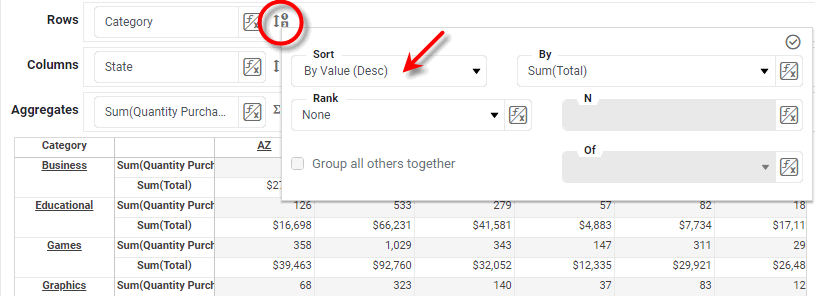 Rows Category
Sort By
Columns State By Value (Desc) Sum(Total)
Rank N
Aggregates Sum(Quantity Purcha... None
Category AZ
Of
Business Sum(Quantity Purch Group all others together
Sum(Total)
Educational Sum(Quantity Purch 126 533 279 57 82 18
Sum(Total) $16,698 $66,231 $41,581 $4,883 $7,734 $17,11
Games Sum(Quantity Purch 358 1,029 343 147 311 29
Sum(Total) $39,463 $92,760 $32,052 $12,335 $29,921 $26,48
Graphics Sum(Quantity Purch 68 323 140 37 83 12